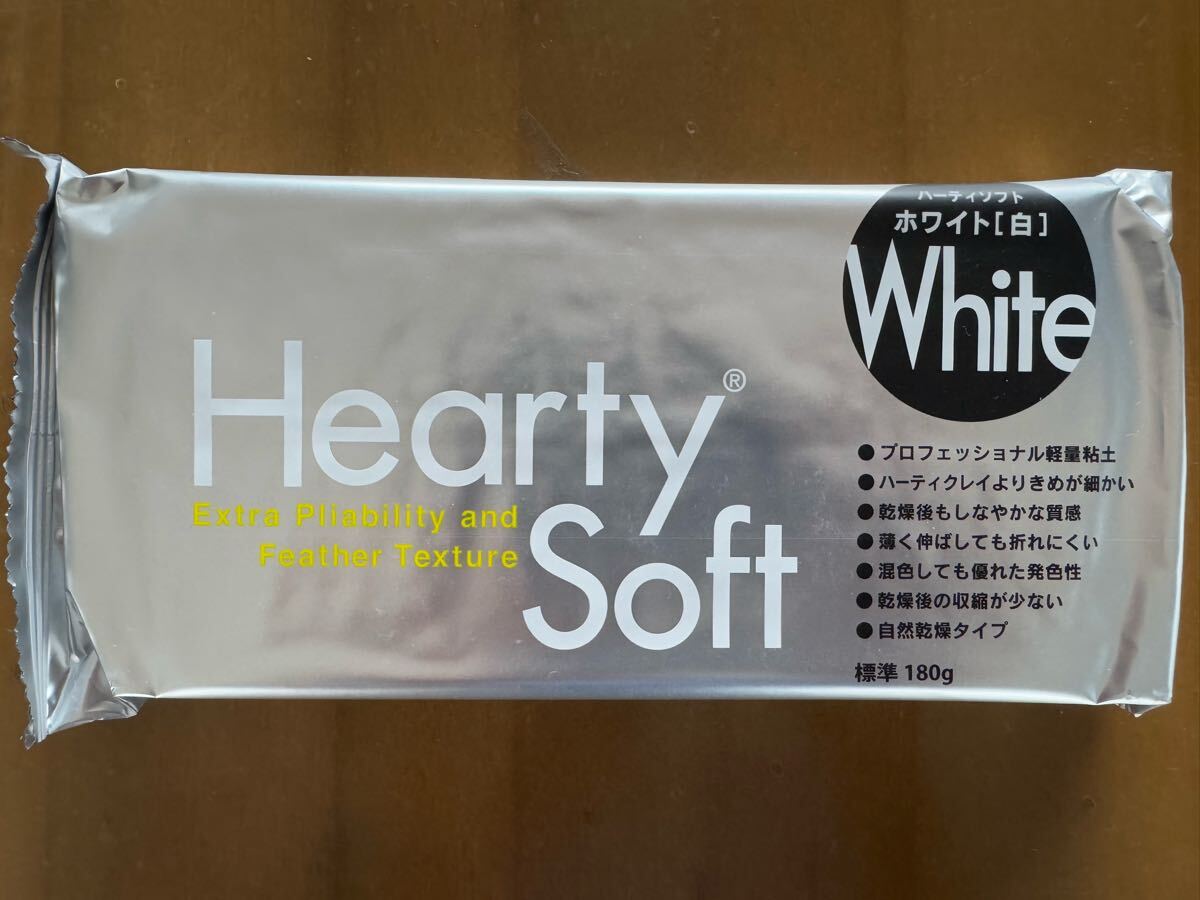 ハーティソフト
ホワイト[白]
White
Hearty®
Extra Pliability and
Feather Texture
Soft
●プロフェッショナル軽量粘土
●ハーティクレイよりきめが細かい
●乾燥後もしなやかな質感
●薄く伸ばしても折れにくい
●混色しても優れた発色性
●乾燥後の収縮が少ない
●自然乾燥タイプ
標準 180g